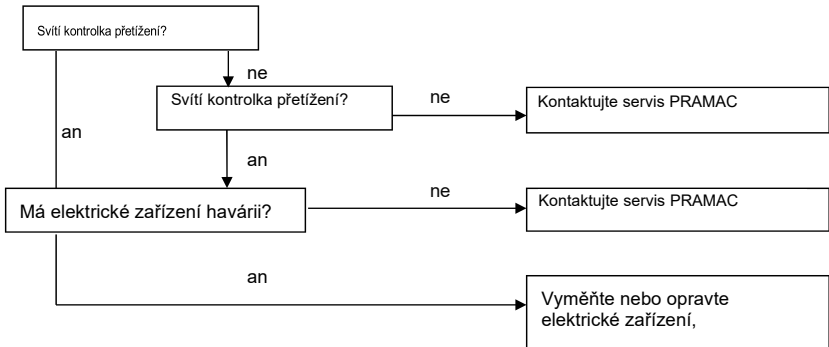 Svítí kontrolka přetížení?
ne
Svítí kontrolka přetížení?
ne
Kontaktujte servis PRAMAC
an
an
Má elektrické zařízení havárii?
ne
Kontaktujte servis PRAMAC
an
Vyměňte nebo opravte
elektrické zařízení,